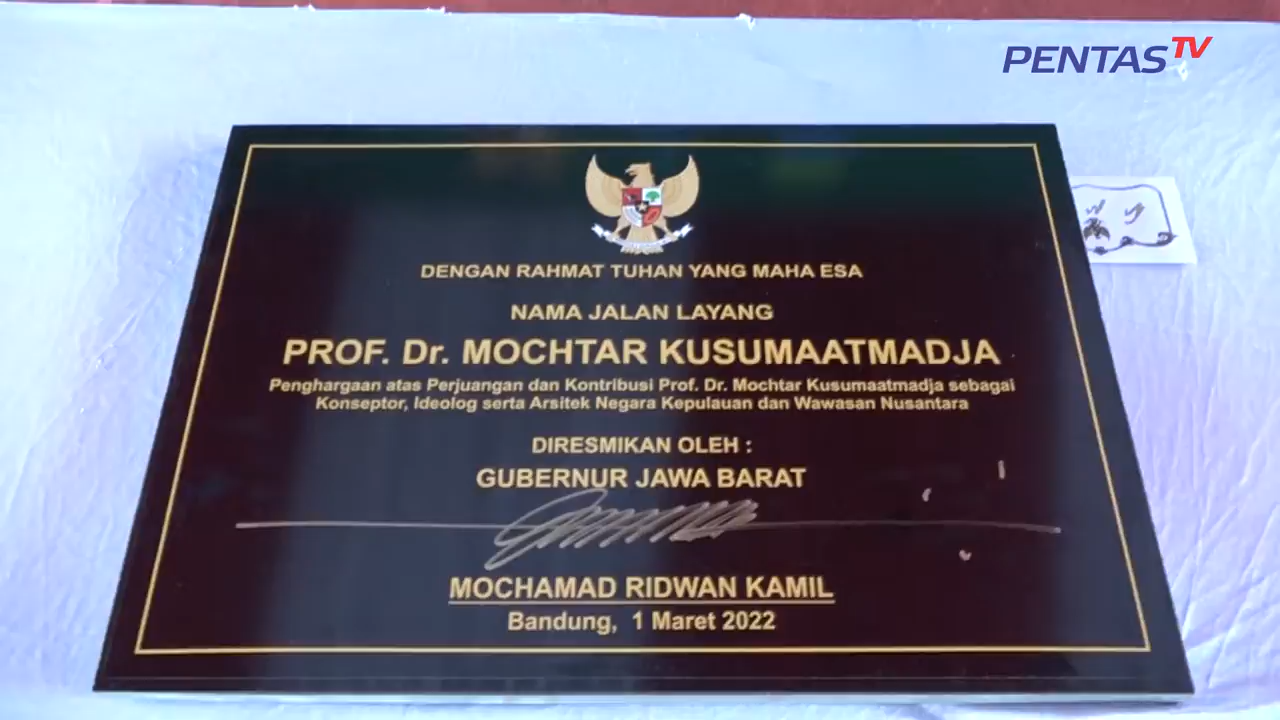 PENTAS TV
DENGAN RAHMAT TUHAN YANG MAHA ESA
NAMA JALAN LAYANG
PROF. Dr. MOCHTAR KUSUMAATMADJA
Penghargaan atas Perjuangan dan Kontribusi Prof. Dr. Mochtar Kusumaatmadja sebagai
Konseptor, Ideolog serta Arsitek Negara Kepulauan dan Wawasan Nusantara
DIRESMIKAN OLEH :
GUBERNUR JAWA BARAT
MOCHAMAD RIDWAN KAMIL
Bandung, 1 Maret 2022